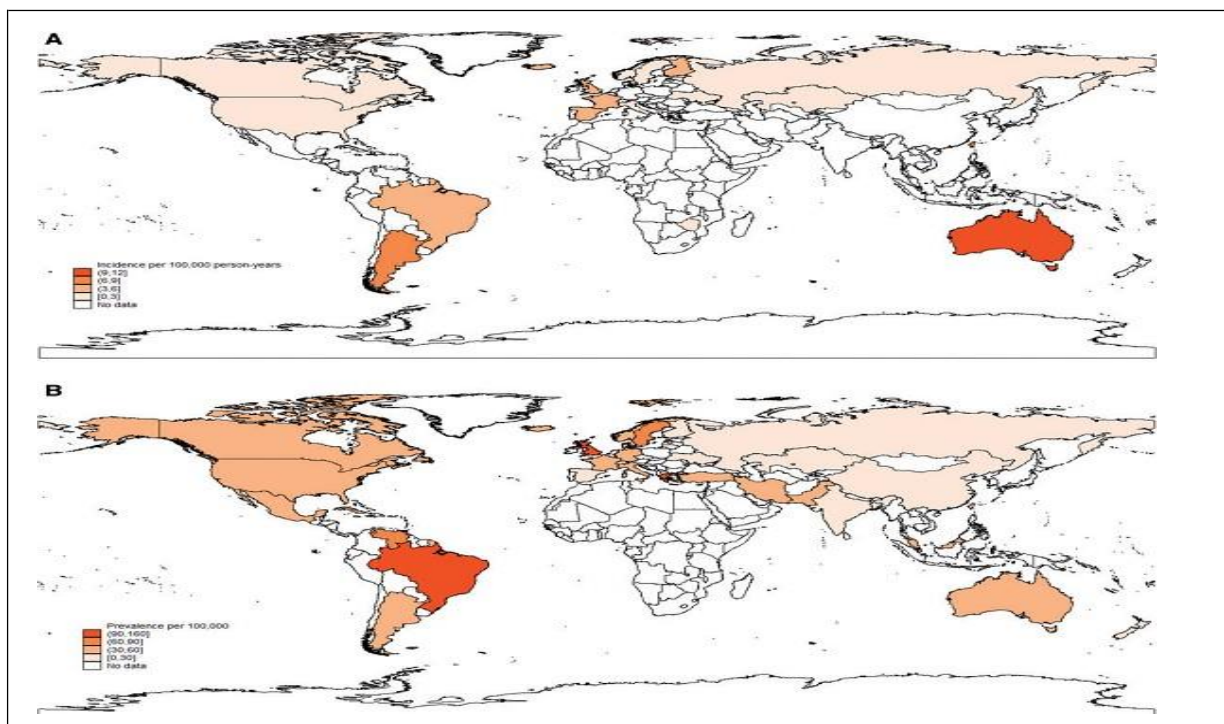 A
Incidence per 100,000 person-years
(9,12]
(6,9]
(3,6]
[0,3]
No data
B
Prevalence per 100,000
(90,160]
(60,90]
(30,60]
[0,30]
No data